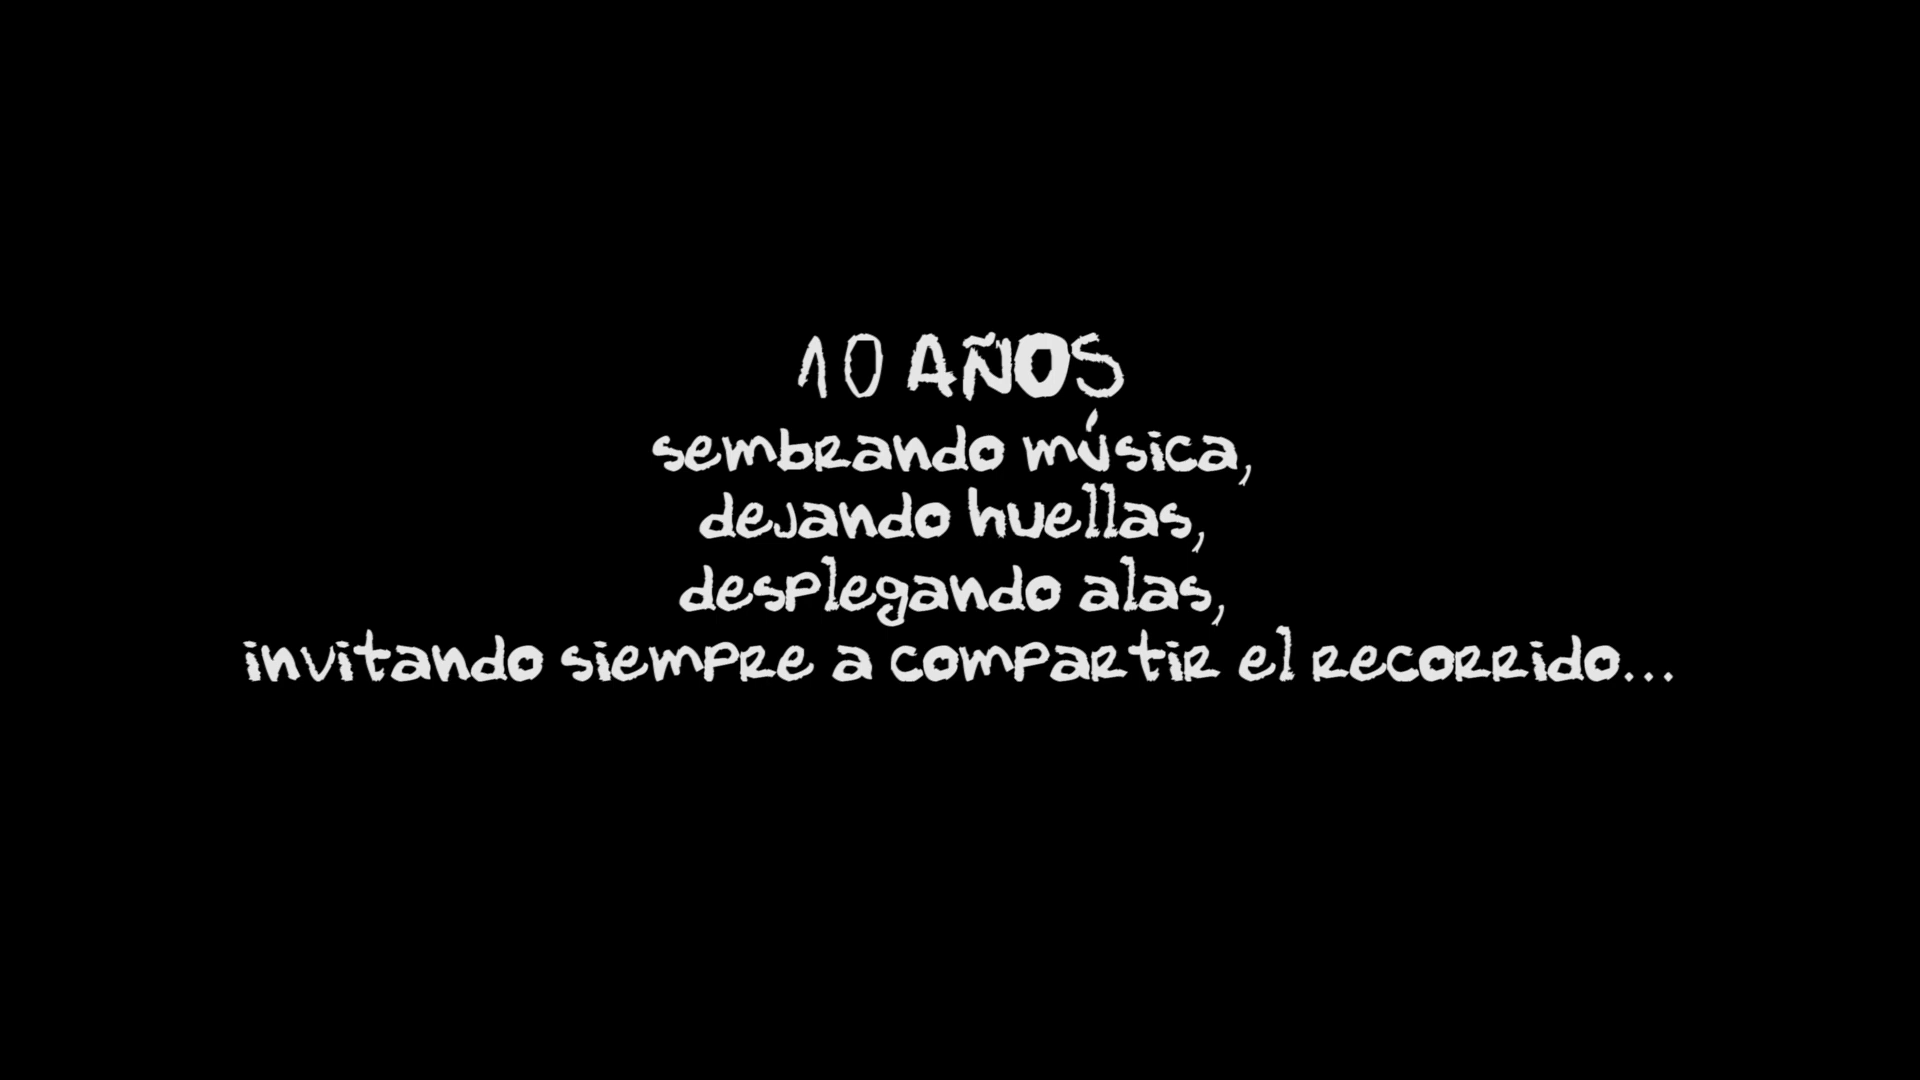 10 AÑOS
sembrando música,
dejando huellas,
desplegando alas,
invitando siempre a compartir el recorrido...